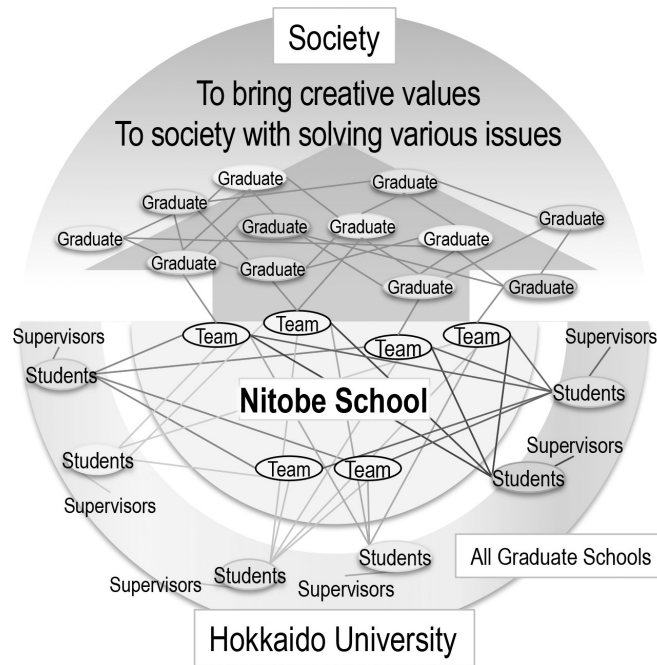 Society
To bring creative values
To society with solving various issues
Graduate
Graduate
Graduate
Graduate
Graduate
Graduate
Graduate
Graduate
Graduate
Graduate
Graduate
Graduate
Supervisors
Team
Team
Team
Team
Supervisors
Students
Students
Nitobe School
Students
Supervisors
Team
Team
Students
Supervisors
Students
Supervisors
Students
Students
Supervisors
All Graduate Schools
Hokkaido University